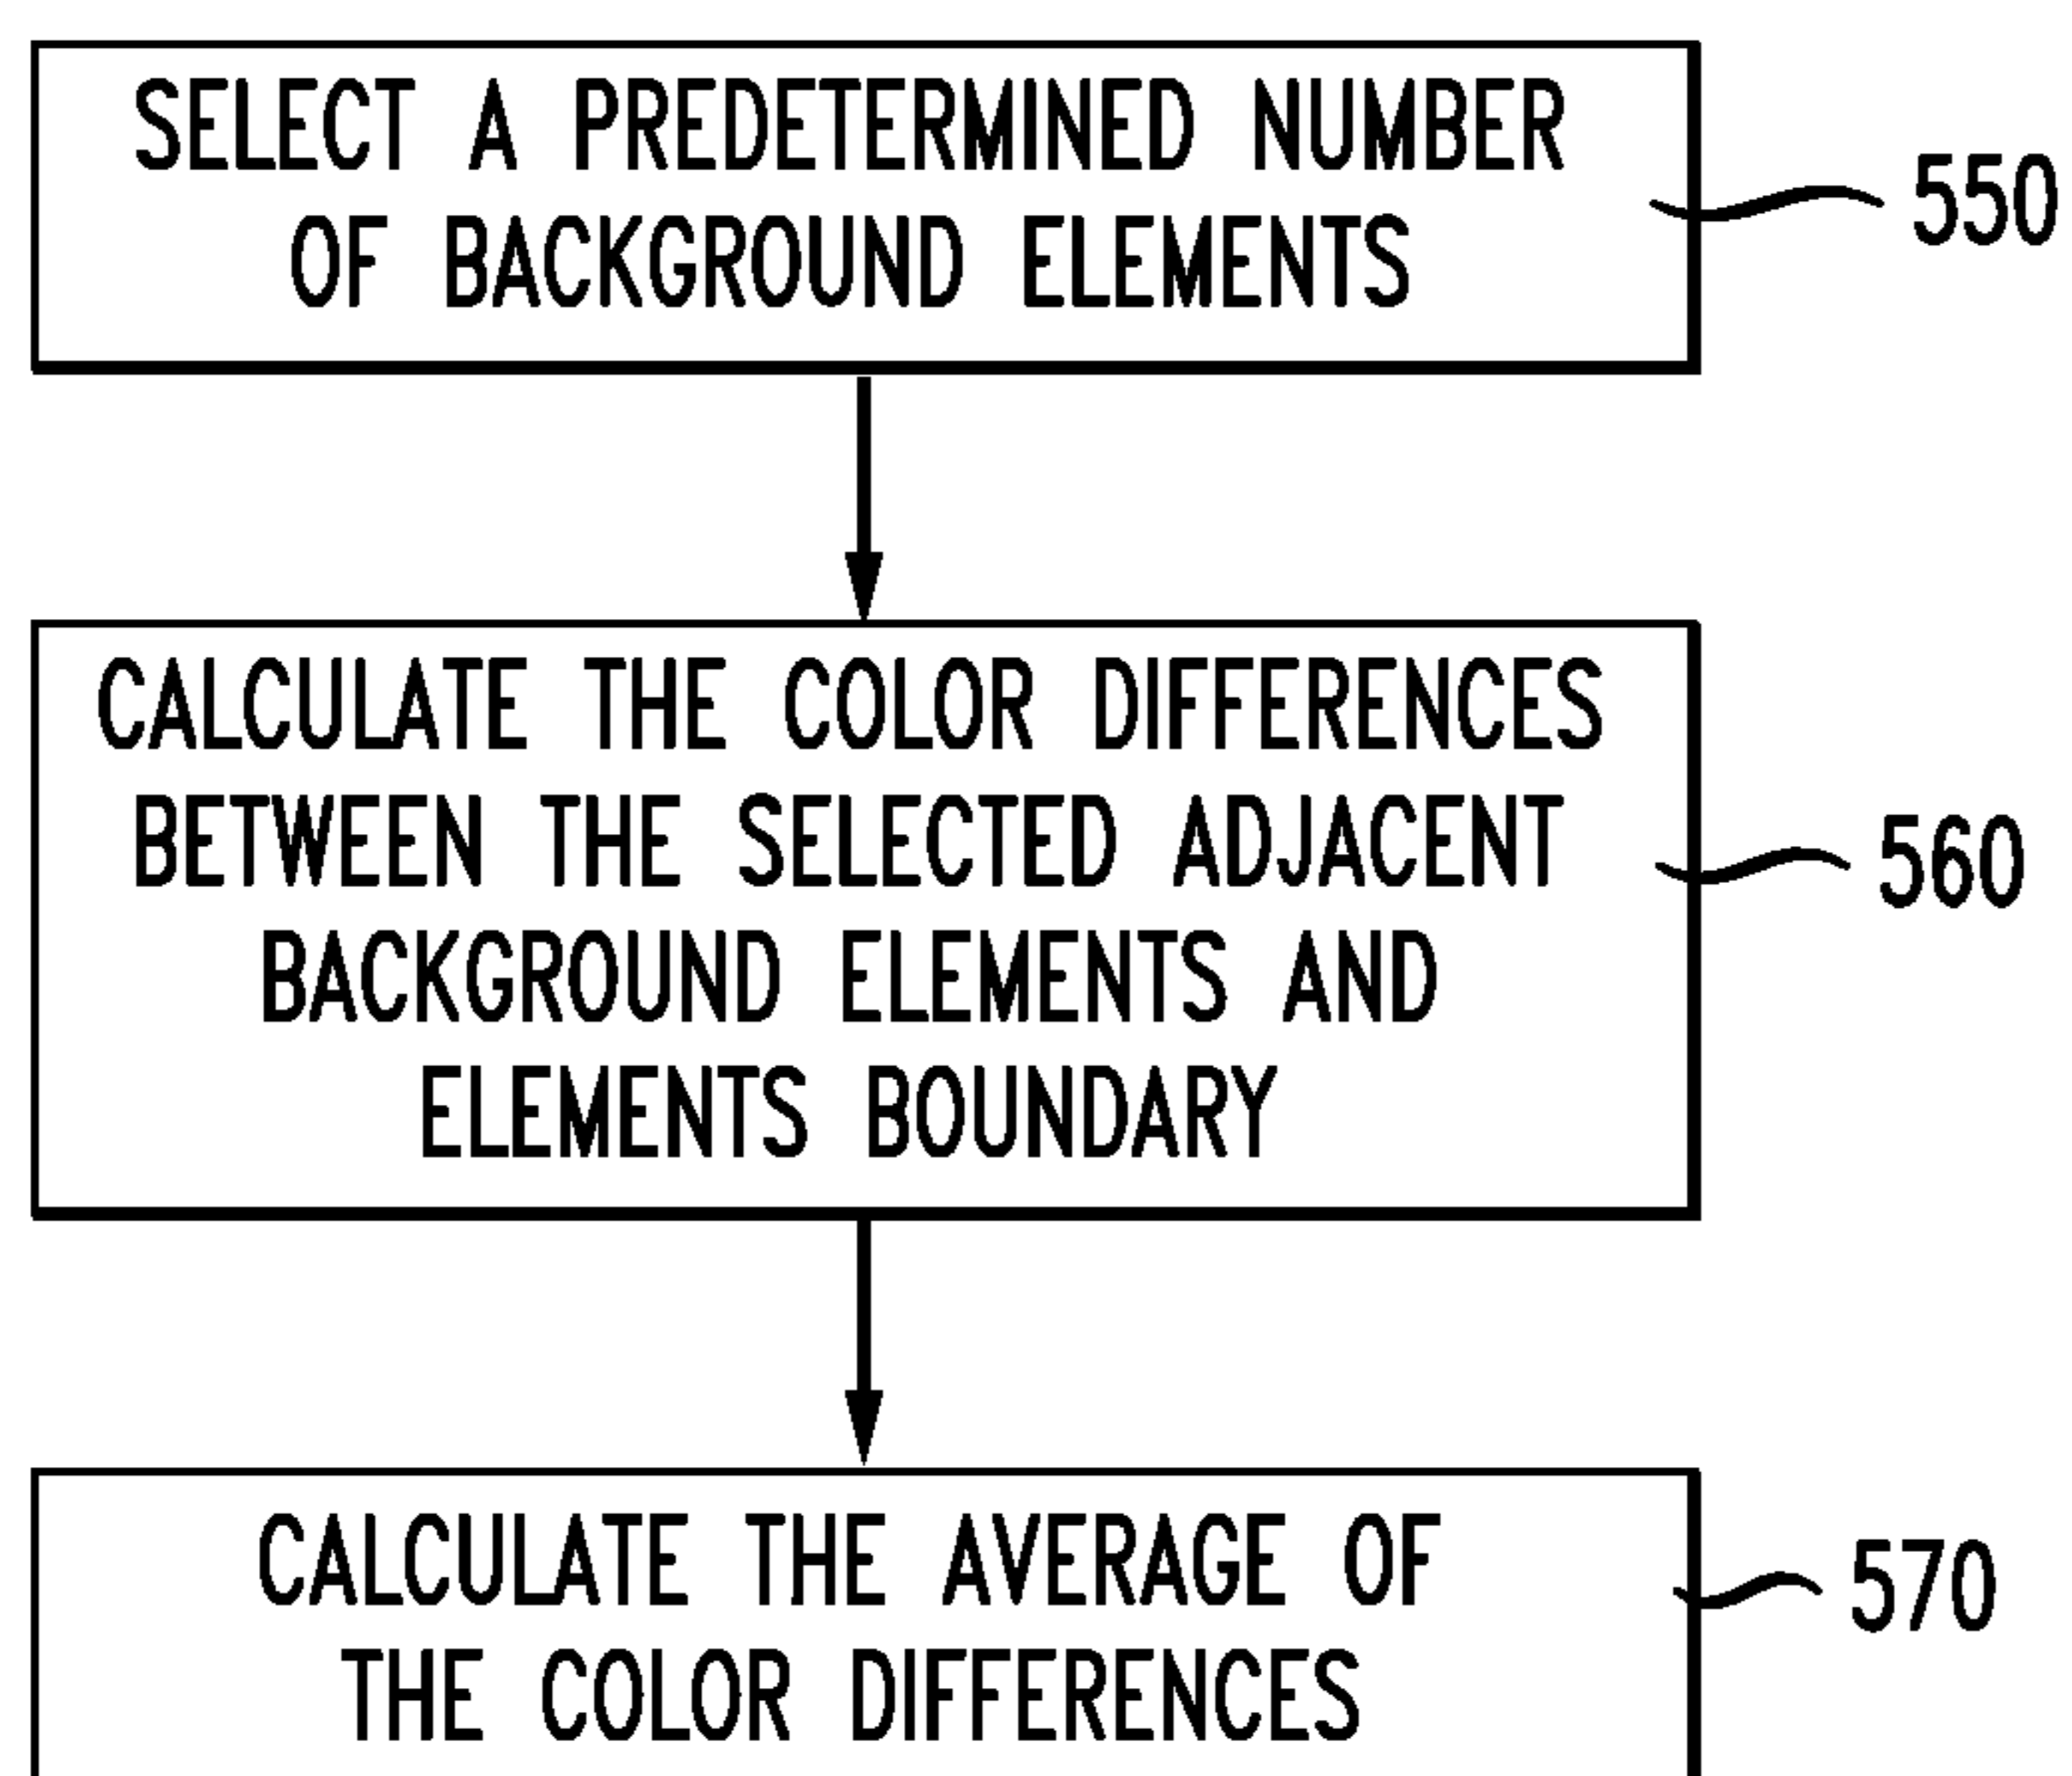 SELECT A PREDETERMINED NUMBER
OF BACKGROUND ELEMENTS
550
CALCULATE THE COLOR DIFFERENCES
BETWEEN THE SELECTED ADJACENT
BACKGROUND ELEMENTS AND
ELEMENTS BOUNDARY
560
CALCULATE THE AVERAGE OF
THE COLOR DIFFERENCES
570